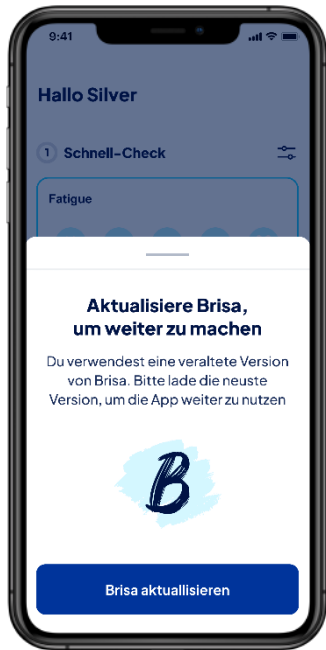 9:41
Hallo Silver
1 Schnell-Check
Fatigue
Aktualisiere Brisa,
um weiter zu machen
Du verwendest eine veraltete Version
von Brisa. Bitte lade die neuste
Version, um die App weiter zu nutzen
B
Brisa aktuallisieren